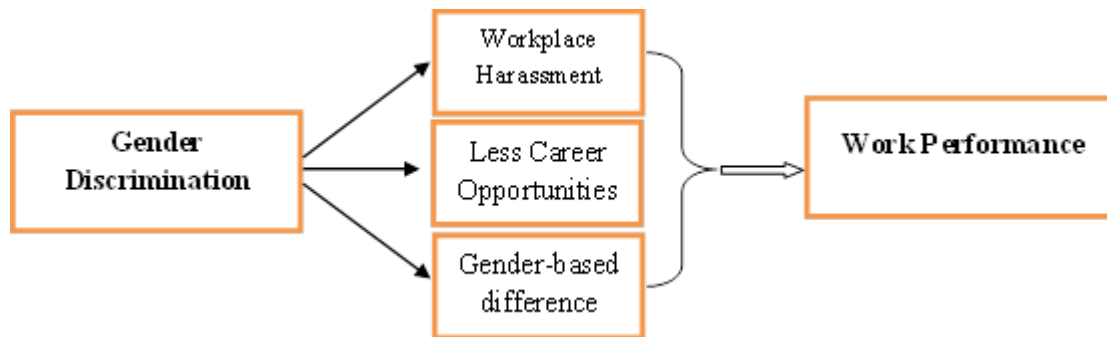 Gender
Discrimination
Workplace
Harassment
Less Career
Opportunities
Gender-based
difference
Work Performance